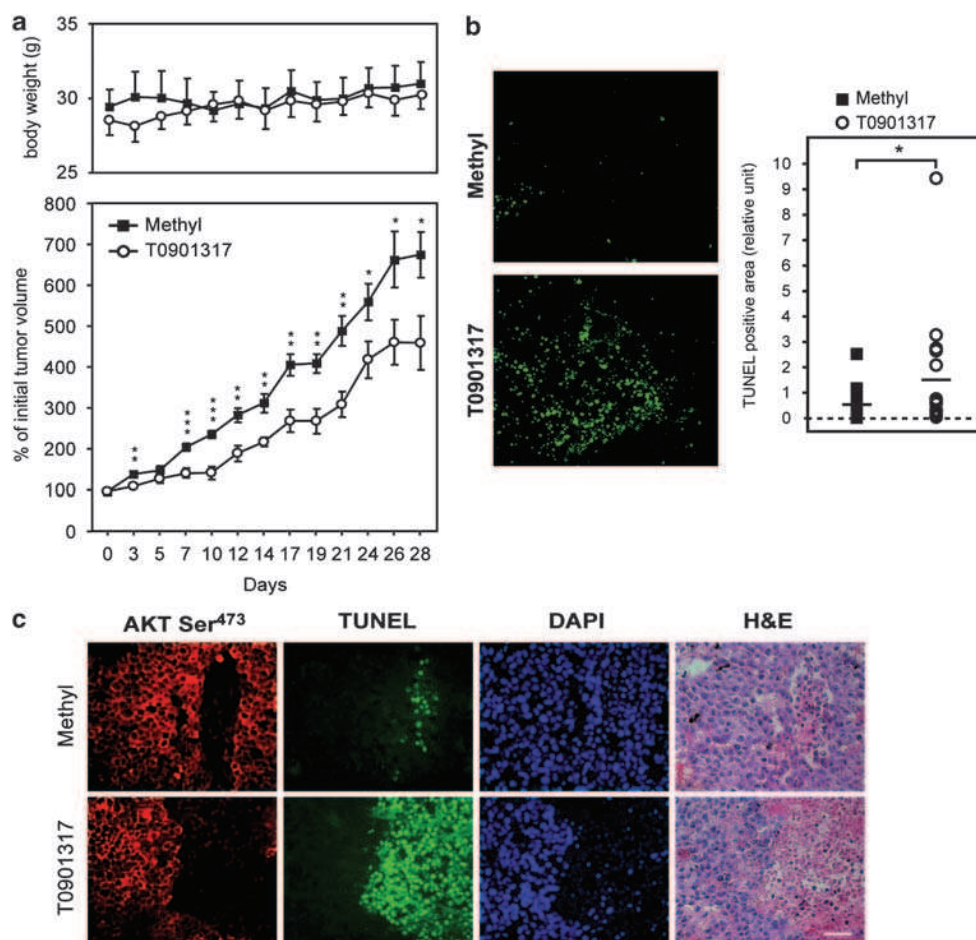 a
35
30
25
body weight (g)
800
700
600
500
400
300
200
100
0
% of initial tumor volume
Methyl
T0901317
**
***
***
**
**
**
**
**
*
*
*
0 3 5 7 10 12 14 17 19 21 24 26 28
Days
b
Methyl
T0901317
Methyl
T0901317
*
10
9
8
7
6
5
4
3
2
1
0
TUNEL positive area (relative unit)
c
AKT Ser⁴⁷³ TUNEL DAPI H&E
Methyl
T0901317